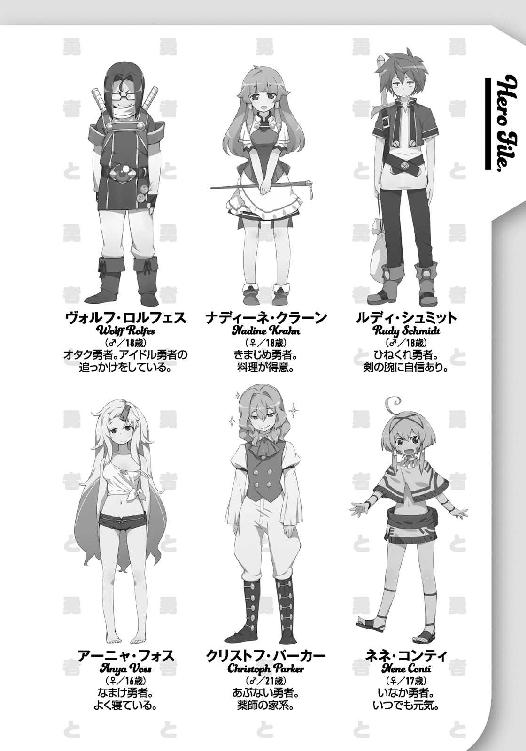 Hero File.
ヴォルフ・ロルフェス
Wolff Rolfes
(♂/18歳)
オタク勇者。アイドル勇者の
追っかけをしている。
ナディーネ・クラーン
Nadine Krahn
(♀/18歳)
きまじめ勇者。
料理が得意。
ルディ・シュミット
Rudy Schmidt
(♂/18歳)
ひねくれ勇者。
剣の腕に自信あり。
アーニャ・フォス
Anya Voss
(♀/16歳)
なまけ勇者。
よく寝ている。
クリストフ・パーカー
Christoph Parker
(♂/21歳)
あぶない勇者。
薬師の家系。
ネネ・コンティ
Nene Conti
(♀/17歳)
いなか勇者。
いつでも元気。